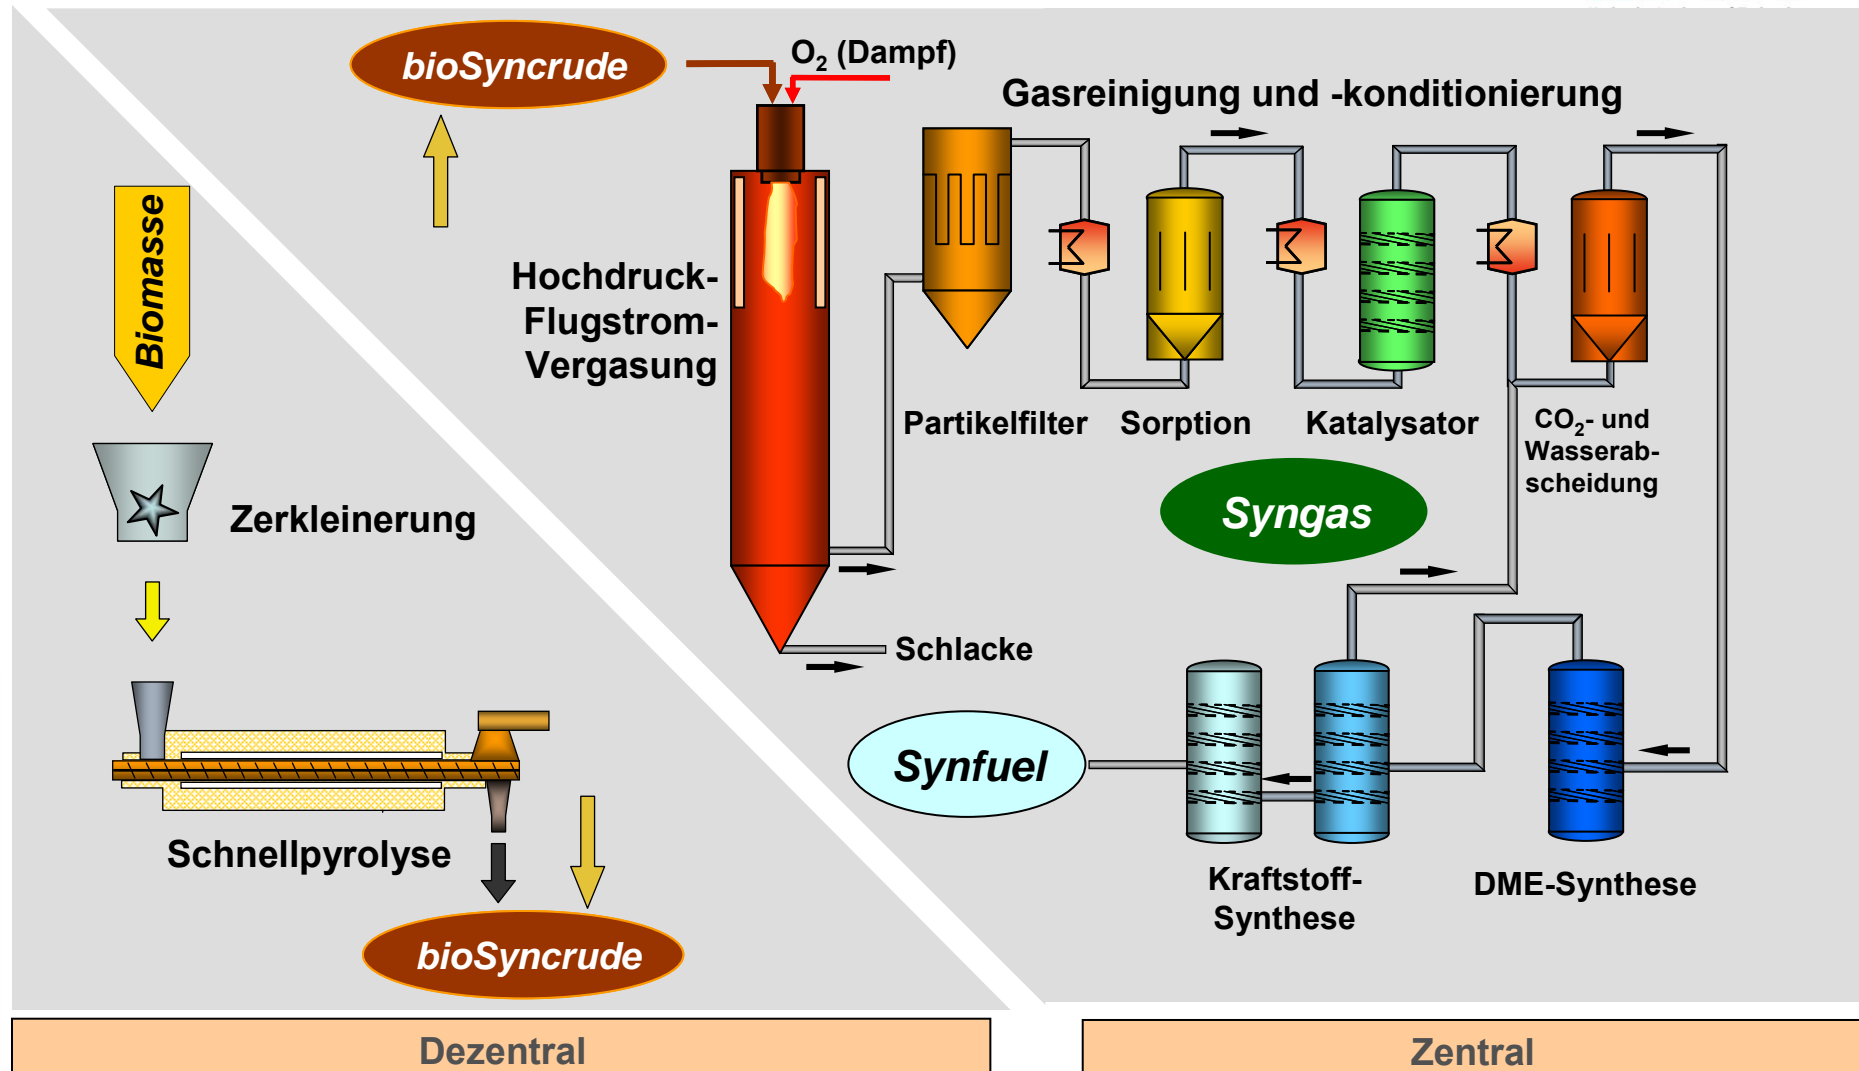 bioSyncrude
O₂ (Dampf)
Gasreinigung und -konditionierung
Biomasse
Hochdruck-
Flugstrom-
Vergasung
Partikelfilter
Sorption
Katalysator
CO₂- und
Wasserab-
scheidung
Zerkleinerung
Syngas
Schlacke
Synfuel
Schnellpyrolyse
Kraftstoff-
Synthese
DME-Synthese
bioSyncrude
Dezentral
Zentral